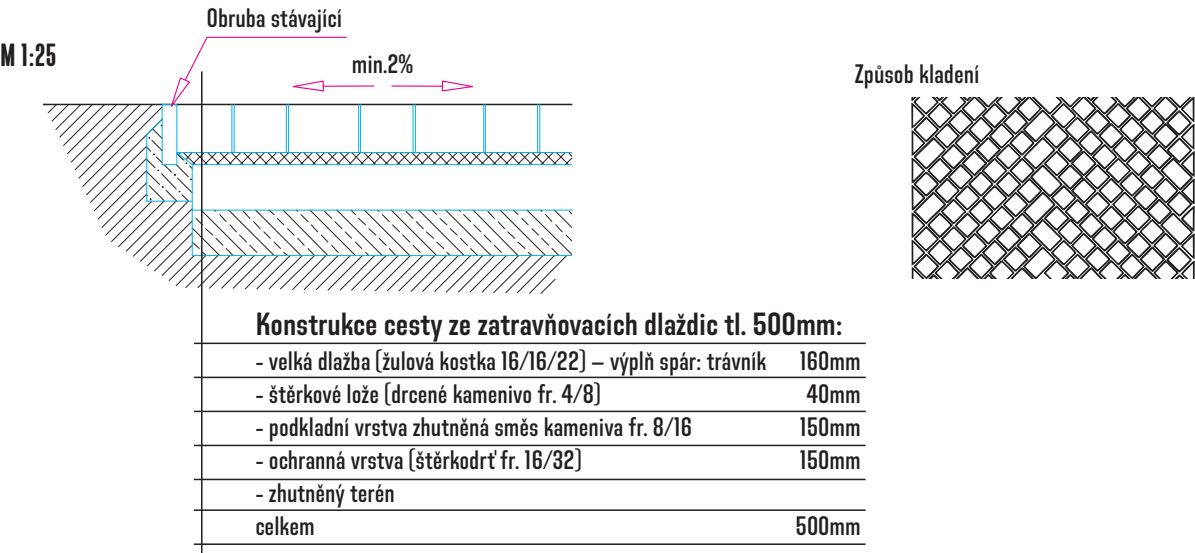 Obruba stávající
M 1:25
min.2%
Způsob kladení
Konstrukce cesty ze zatravňovacích dlaždic tl. 500mm:
- velká dlažba (žulová kostka 16/16/22) – výplň spár: trávník 160mm
- štěrkové lože (drcené kamenivo fr. 4/8) 40mm
- podkladní vrstva zhutněná směs kameniva fr. 8/16 150mm
- ochranná vrstva (štěrkodrť fr. 16/32) 150mm
- zhutněný terén
celkem 500mm